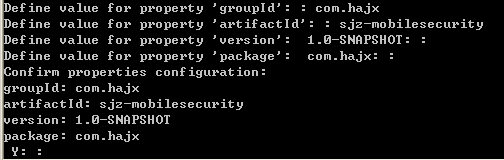 Define value for property 'groupId': : com.hajx
Define value for property 'artifactId': : sjz-mobilesecurity
Define value for property 'version':  1.0-SNAPSHOT: :
Define value for property 'package':  com.hajx: :
Confirm properties configuration:
groupId: com.hajx
artifactId: sjz-mobilesecurity
version: 1.0-SNAPSHOT
package: com.hajx
 Y: :